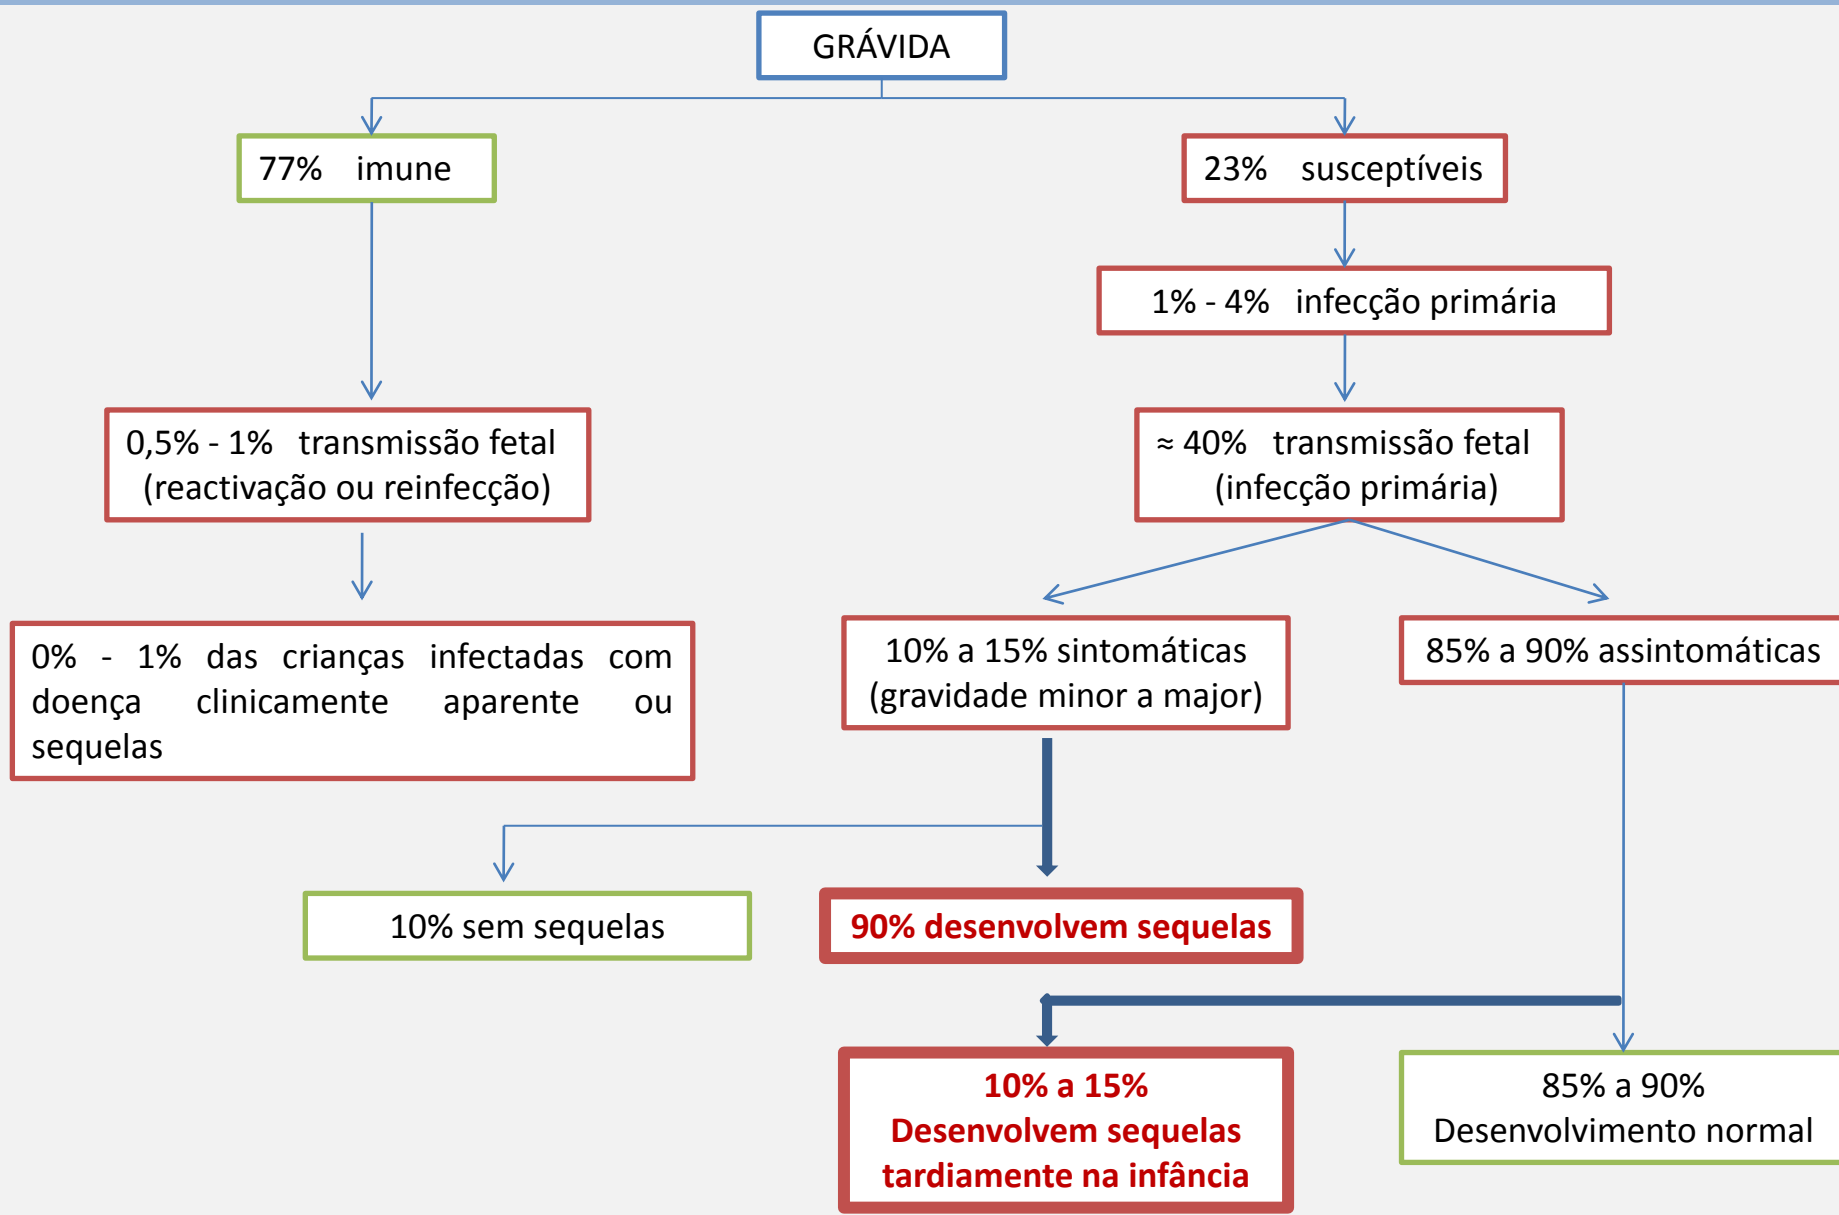 GRÁVIDA
77% imune
23% susceptíveis
1% - 4% infecção primária
0,5% - 1% transmissão fetal
(reactivação ou reinfecção)
≈ 40% transmissão fetal
(infecção primária)
0% - 1% das crianças infectadas com
doença clinicamente aparente ou
sequelas
10% a 15% sintomáticas
(gravidade minor a major)
85% a 90% assintomáticas
10% sem sequelas
90% desenvolvem sequelas
10% a 15%
Desenvolvem sequelas
tardiamente na infância
85% a 90%
Desenvolvimento normal